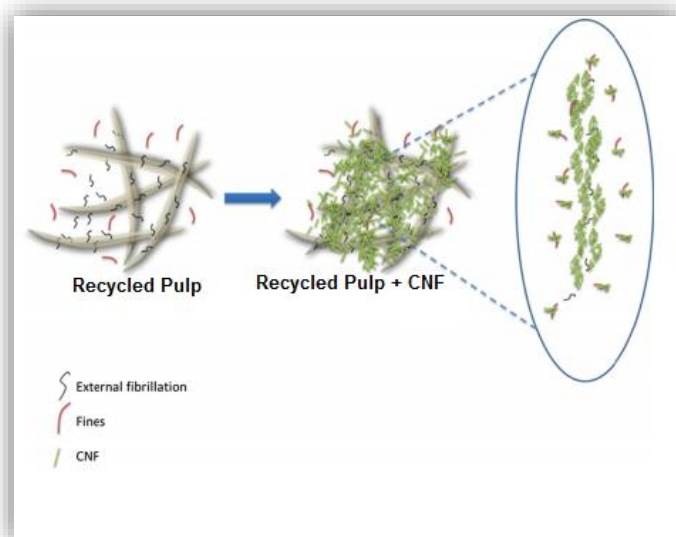 Recycled Pulp
Recycled Pulp + CNF
External fibrillation
Fines
CNF